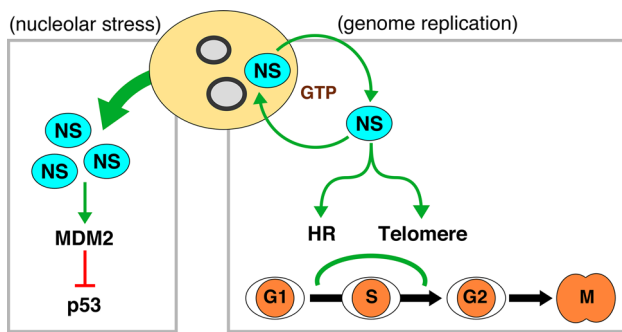 (nucleolar stress)
(genome replication)
NS
GTP
NS
NS
NS
NS
MDM2
p53
HR
Telomere
G1
S
G2
M